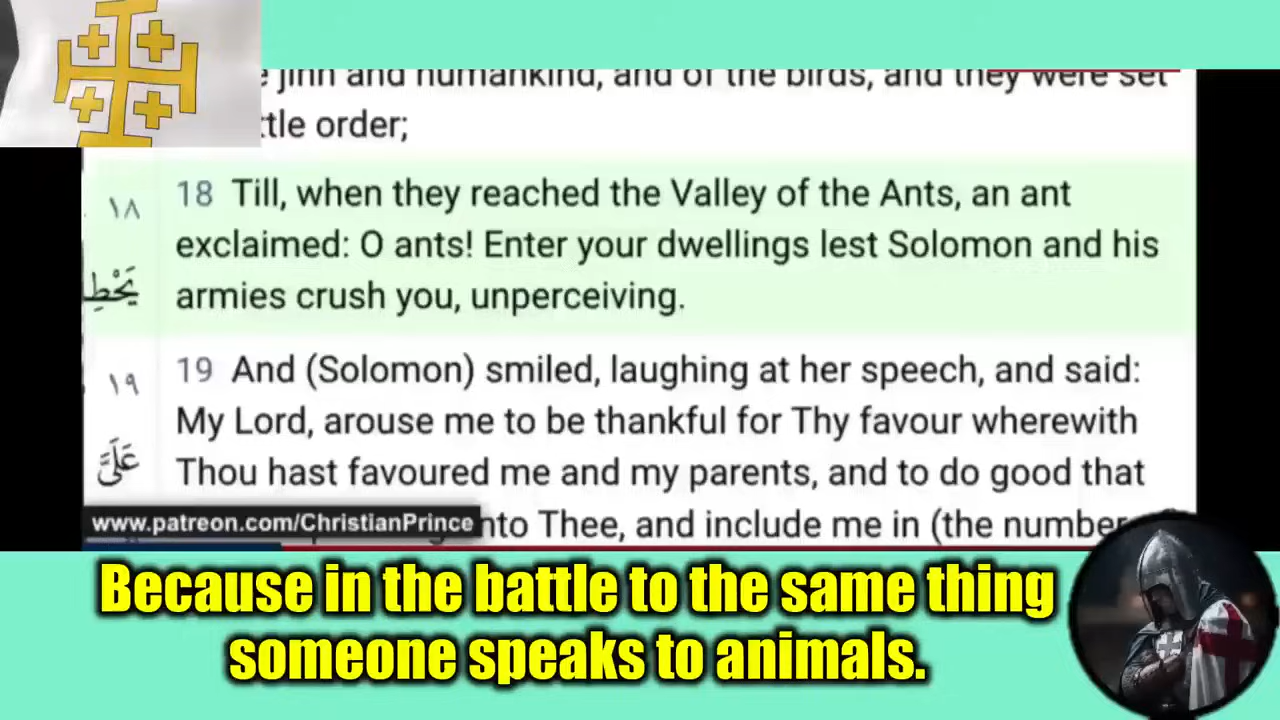 jinn and humankind, and of the birds, and they were set
ttle order;
١٨
18 Till, when they reached the Valley of the Ants, an ant
exclaimed: O ants! Enter your dwellings lest Solomon and his
يَحْطِ
armies crush you, unperceiving.
١٩
19 And (Solomon) smiled, laughing at her speech, and said:
My Lord, arouse me to be thankful for Thy favour wherewith
عَلَىَّ
Thou hast favoured me and my parents, and to do good that
www.patreon.com/ChristianPrince
nto Thee, and include me in (the number
Because in the battle to the same thing
someone speaks to animals.